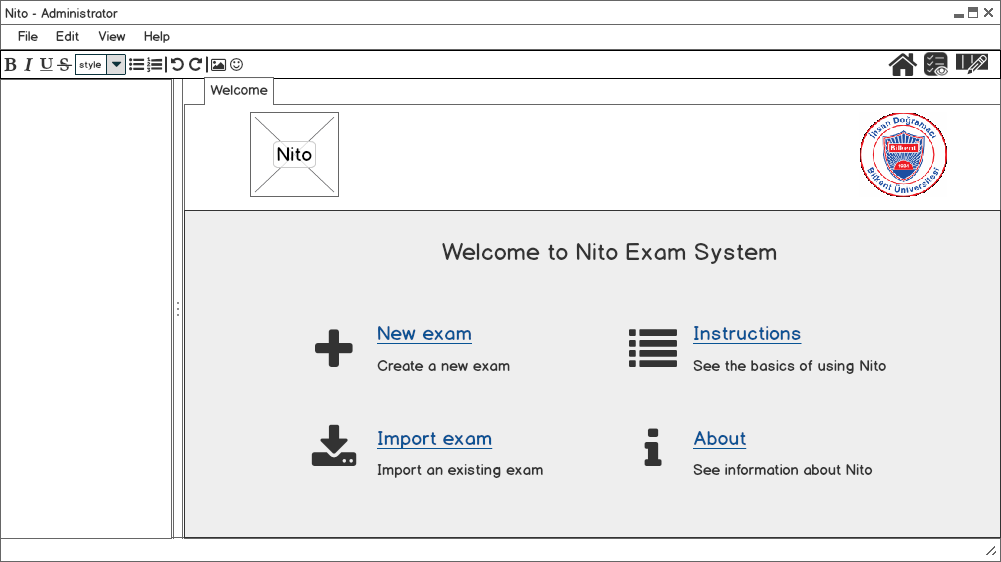 Nito - Administrator
File Edit View Help
B I U S style
Welcome
Nito
İhsan Doğramacı
Bilkent
1984
Bilkent Üniversitesi
Welcome to Nito Exam System
New exam
Create a new exam
Instructions
See the basics of using Nito
Import exam
Import an existing exam
About
See information about Nito